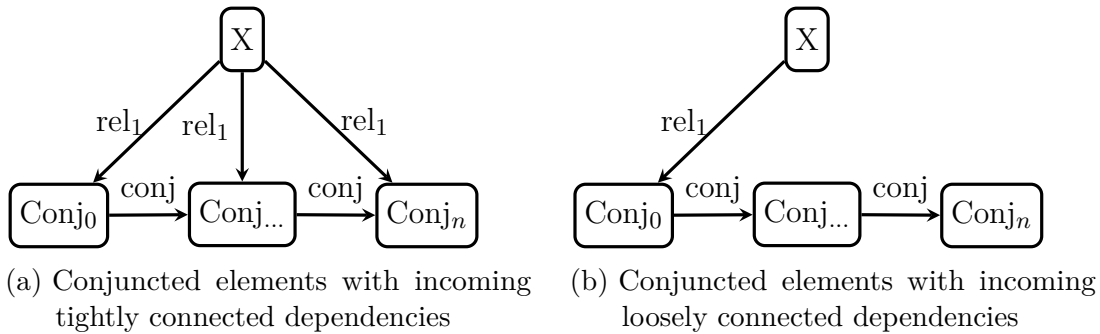 X
X
rel₁
rel₁
rel₁
rel₁
conj
conj
conj
conj
Conj₀
Conj...
Conjₙ
Conj₀
Conj...
Conjₙ
(a) Conjuncted elements with incoming
tightly connected dependencies
(b) Conjuncted elements with incoming
loosely connected dependencies